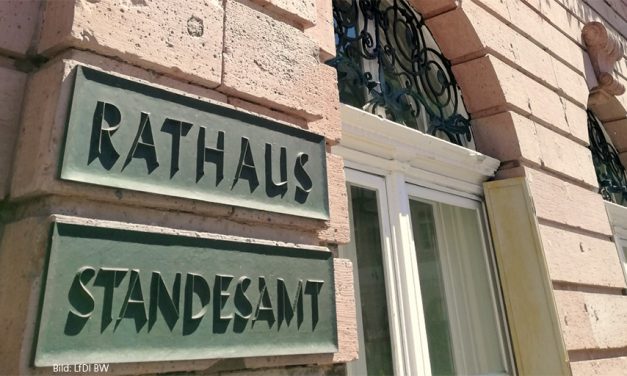 RATHAUS
STANDESAMT
Bild: LfDI BW